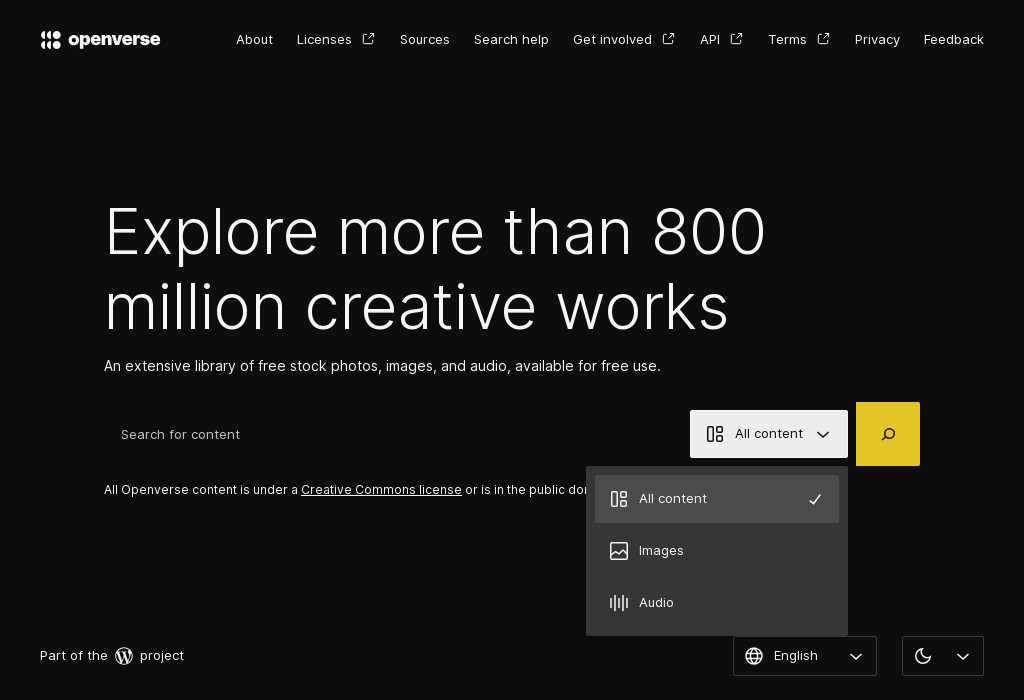 openverse
About
Licenses
Sources
Search help
Get involved
API
Terms
Privacy
Feedback
Explore more than 800
million creative works
An extensive library of free stock photos, images, and audio, available for free use.
Search for content
All content
All Openverse content is under a Creative Commons license or is in the public
All content
Images
Audio
Part of the
project
English